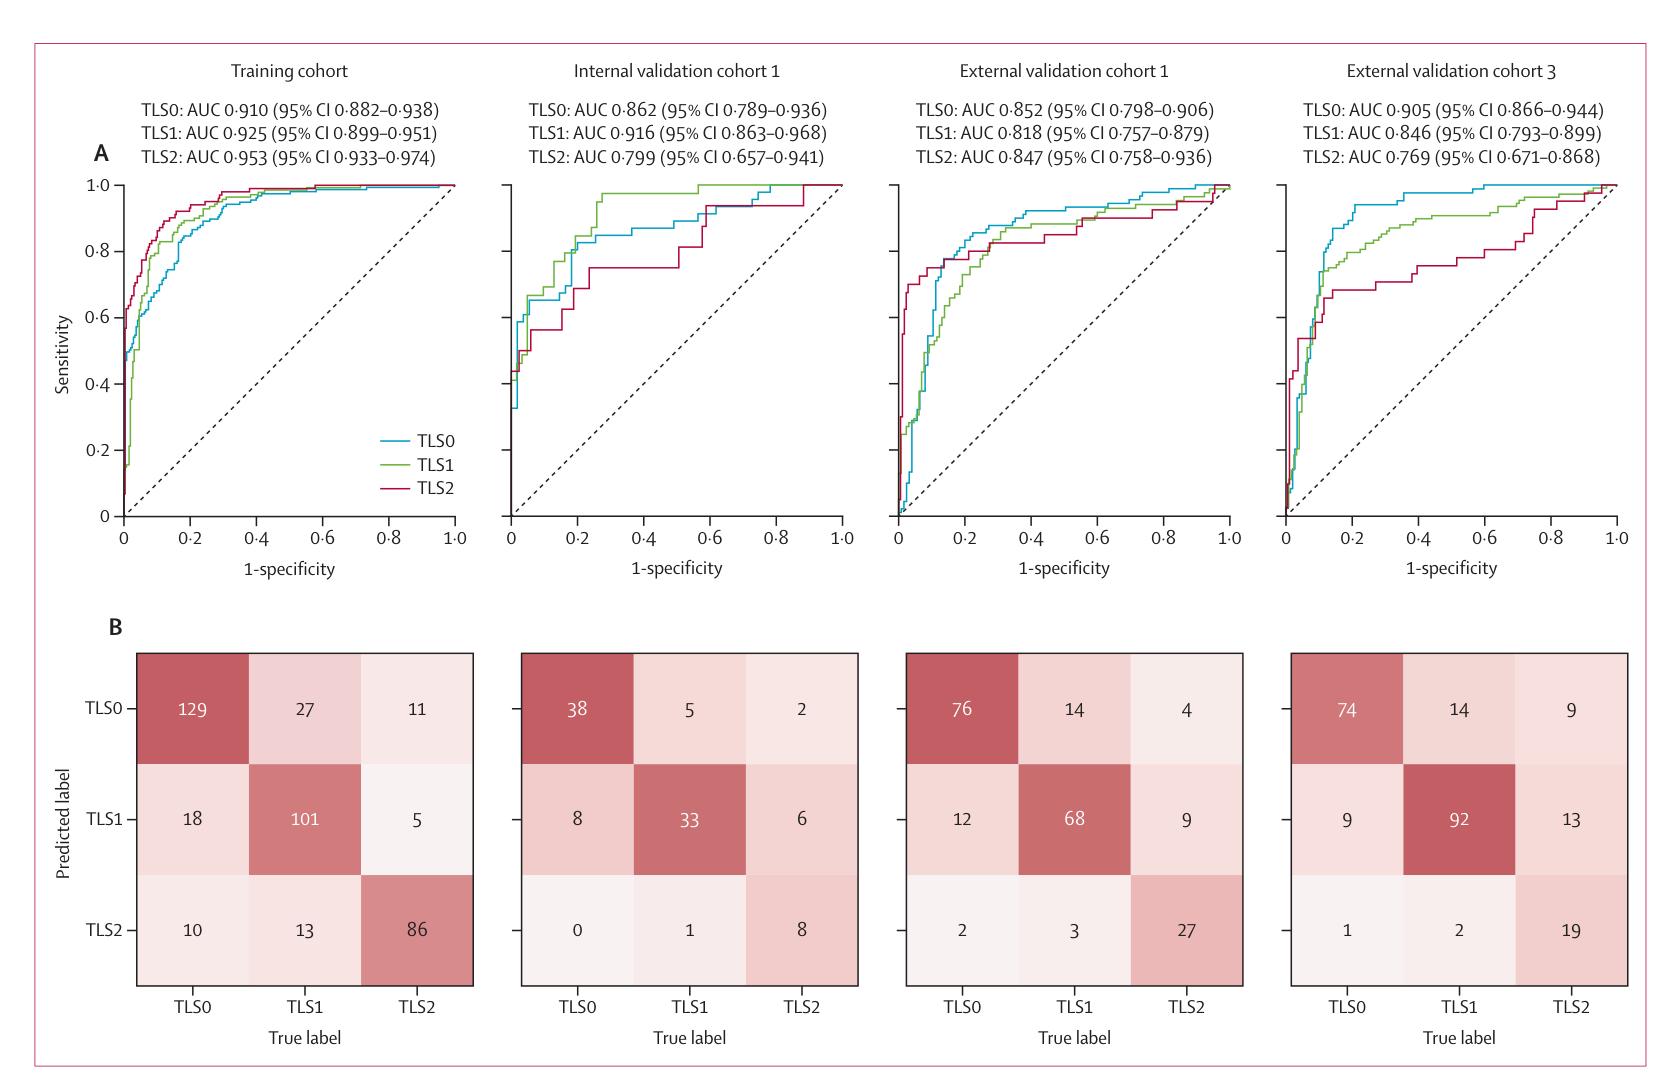 Training cohort
TLS0: AUC 0·910 (95% CI 0·882–0·938)
TLS1: AUC 0·925 (95% CI 0·899–0·951)
TLS2: AUC 0·953 (95% CI 0·933–0·974)
Internal validation cohort 1
TLS0: AUC 0·862 (95% CI 0·789–0·936)
TLS1: AUC 0·916 (95% CI 0·863–0·968)
TLS2: AUC 0·799 (95% CI 0·657–0·941)
External validation cohort 1
TLS0: AUC 0·852 (95% CI 0·798–0·906)
TLS1: AUC 0·818 (95% CI 0·757–0·879)
TLS2: AUC 0·847 (95% CI 0·758–0·936)
External validation cohort 3
TLS0: AUC 0·905 (95% CI 0·866–0·944)
TLS1: AUC 0·846 (95% CI 0·793–0·899)
TLS2: AUC 0·769 (95% CI 0·671–0·868)
A
Sensitivity
1·0
0·8
0·6
0·4
0·2
0
TLS0
TLS1
TLS2
0 0·2 0·4 0·6 0·8 1·0
1-specificity
0 0·2 0·4 0·6 0·8 1·0
1-specificity
0 0·2 0·4 0·6 0·8 1·0
1-specificity
0 0·2 0·4 0·6 0·8 1·0
1-specificity
B
Predicted label
TLS0 129 27 11
TLS1 18 101 5
TLS2 10 13 86
TLS0 TLS1 TLS2
True label
38 5 2
8 33 6
0 1 8
TLS0 TLS1 TLS2
True label
76 14 4
12 68 9
2 3 27
TLS0 TLS1 TLS2
True label
74 14 9
9 92 13
1 2 19
TLS0 TLS1 TLS2
True label